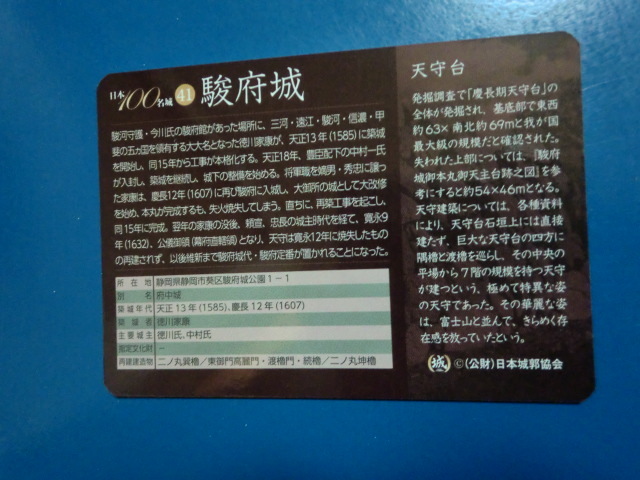 日本100名城 41 駿府城
駿河守護・今川氏の駿府館があった場所に、三河・遠江・駿河・信濃・甲
斐の五ヵ国を領有する大大名となった徳川家康が、天正13年(1585)に築城
を開始し、同15年から工事が本格化する。天正18年、豊臣配下の中村一氏
が入封し、築城を継続し、城下の整備を始める。将軍職を嫡男・秀忠に譲っ
た家康は、慶長12年(1607)に再び駿府に入城し、大御所の城として大改修
を始め、本丸が完成するも、失火焼失してしまう。直ちに、再築工事を起こし、
同15年に完成。翌年の家康の没後、頼宣、忠長の城主時代を経て、寛永9
年(1632)、公儀御領(幕府直轄領)となり、天守は寛永12年に焼失したもの
の再建されず、以後維新まで駿府城代・駿府定番が置かれることになった。
所在地 静岡県静岡市葵区駿府城公園1-1
別名 府中城
築城年代 天正13年(1585)、慶長12年(1607)
築城者 徳川家康
主要城主 徳川氏、中村氏
指定文化財 ―
再建建造物 二ノ丸巽櫓/東御門高麗門・渡櫓門・続櫓/二ノ丸坤櫓
天守台
発掘調査で「慶長期天守台」の
全体が発掘され、基底部で東西
約63×南北約69mと我が国
最大級の規模だと確認された。
失われた上部については、『駿府
城御本丸御天主台跡之図』を参
考にすると約54×46mとなる。
天守建築については、各種資料
により、天守台石垣上には直接
建たず、巨大な天守台の四方に
隅櫓と渡櫓を巡らし、その中央の
平場から7階の規模を持つ天守
が建つという、極めて特異な姿
の天守であった。その華麗な姿
は、富士山と並んで、きらめく存
在感を放っていたという。
城 ©(公財)日本城郭協会